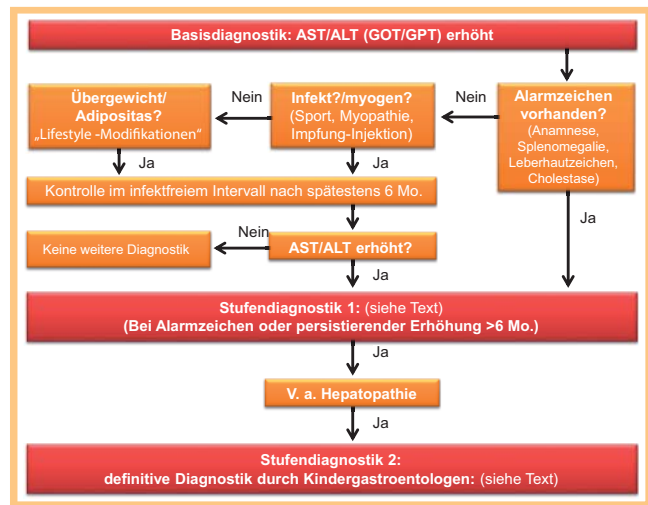 Basisdiagnostik: AST/ALT (GOT/GPT) erhöht
Übergewicht/
Adipositas?
„Lifestyle -Modifikationen“
Nein
Infekt?/myogen?
(Sport, Myopathie,
Impfung-Injektion)
Nein
Alarmzeichen
vorhanden?
(Anamnese,
Splenomegalie,
Leberhautzeichen,
Cholestase)
Ja
Ja
Kontrolle im infektfreiem Intervall nach spätestens 6 Mo.
Ja
Keine weitere Diagnostik
Nein
AST/ALT erhöht?
Ja
Stufendiagnostik 1: (siehe Text)
(Bei Alarmzeichen oder persistierender Erhöhung >6 Mo.)
Ja
V. a. Hepatopathie
Ja
Stufendiagnostik 2:
definitive Diagnostik durch Kindergastroentologen: (siehe Text)